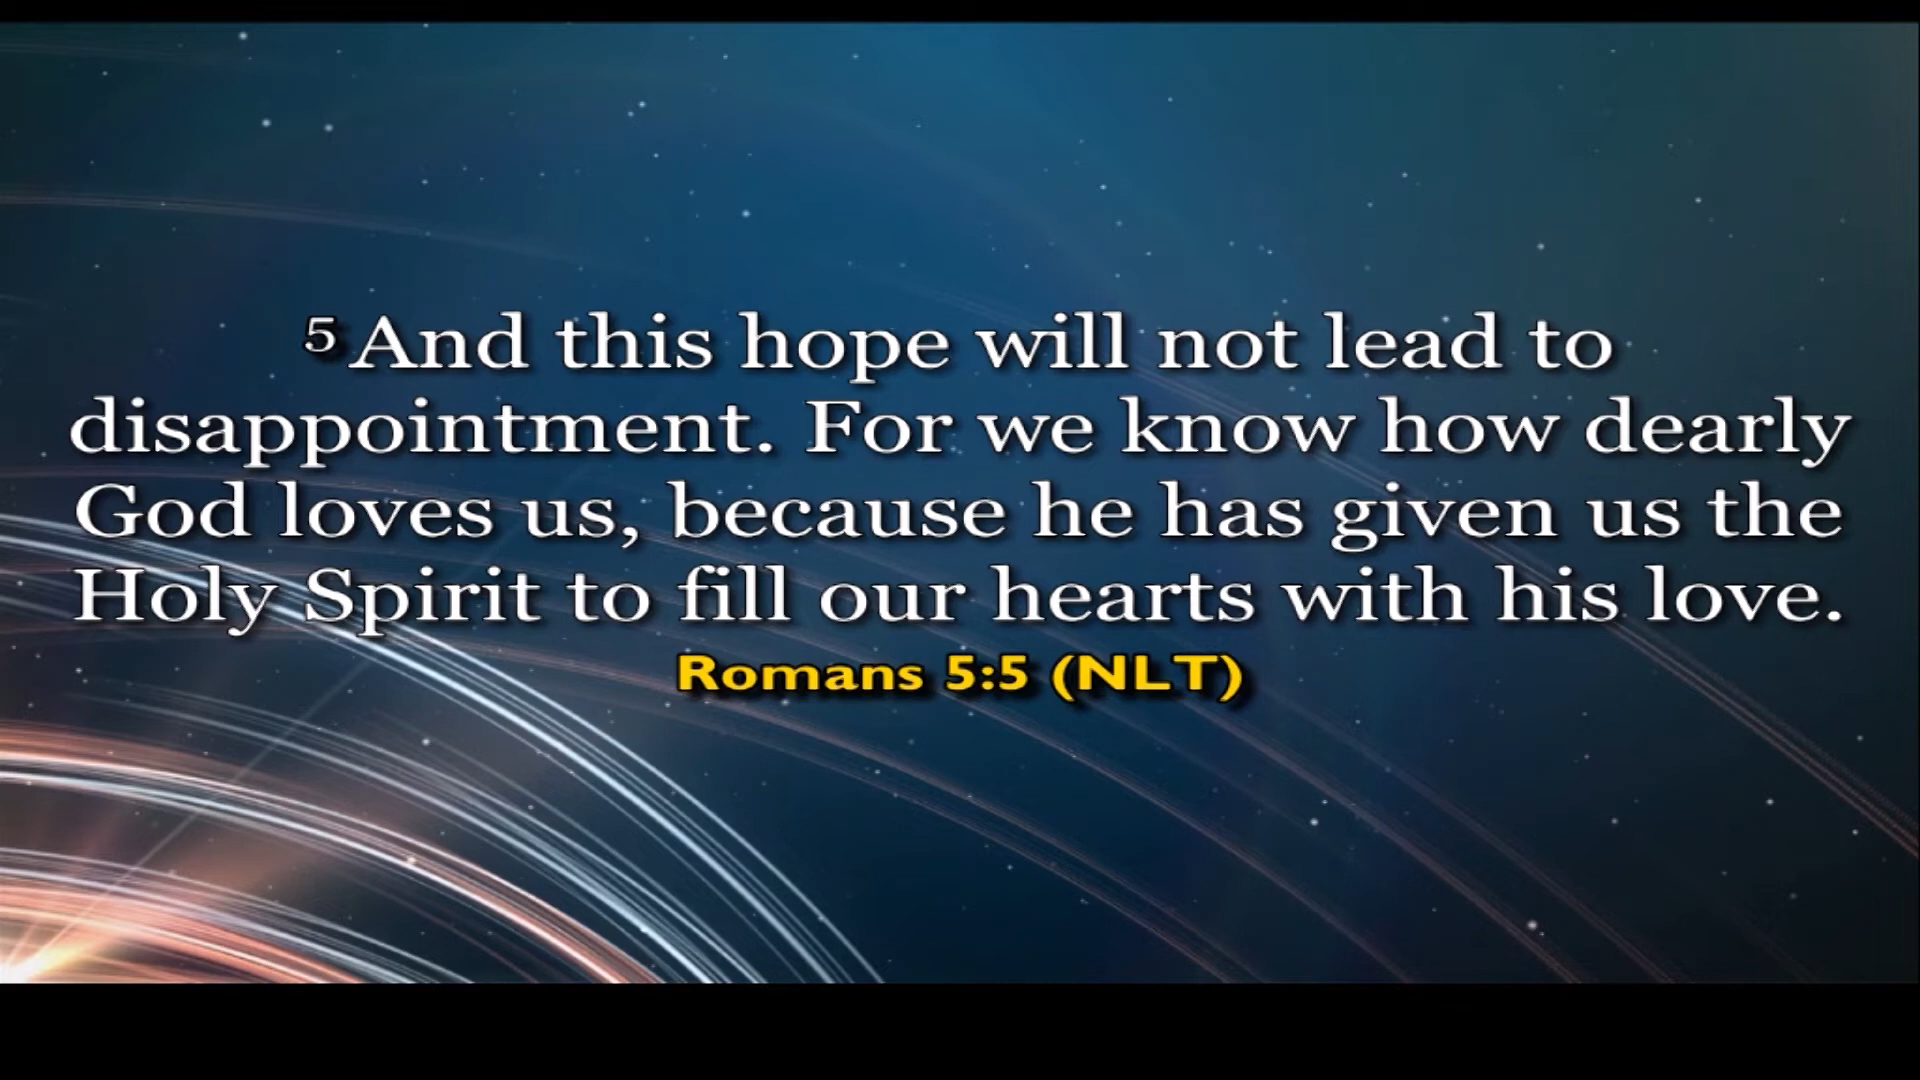 5 And this hope will not lead to
disappointment. For we know how dearly
God loves us, because he has given us the
Holy Spirit to fill our hearts with his love.
Romans 5:5 (NLT)